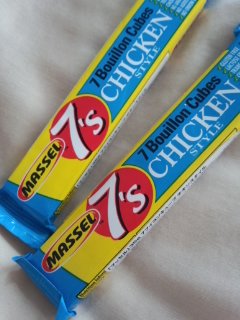 MASSEL
7's
7 Bouillon Cubes
CHICKEN
STYLE
MASSEL
7's
7 Bouillon Cubes
CHICKEN
STYLE